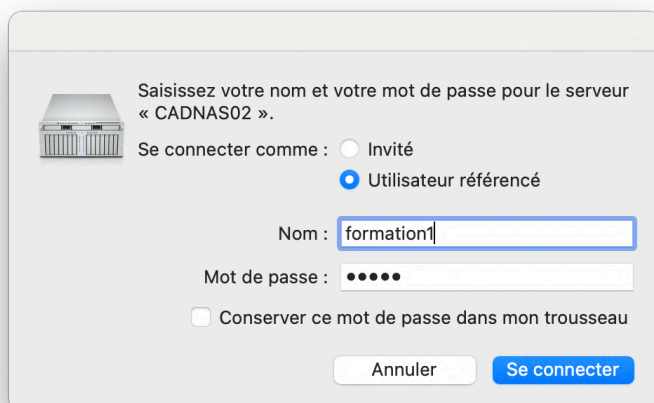 Saisissez votre nom et votre mot de passe pour le serveur
« CADNAS02 ».
Se connecter comme : Invité
Utilisateur référencé
Nom : formation1
Mot de passe : •••••
Conserver ce mot de passe dans mon trousseau
Annuler Se connecter